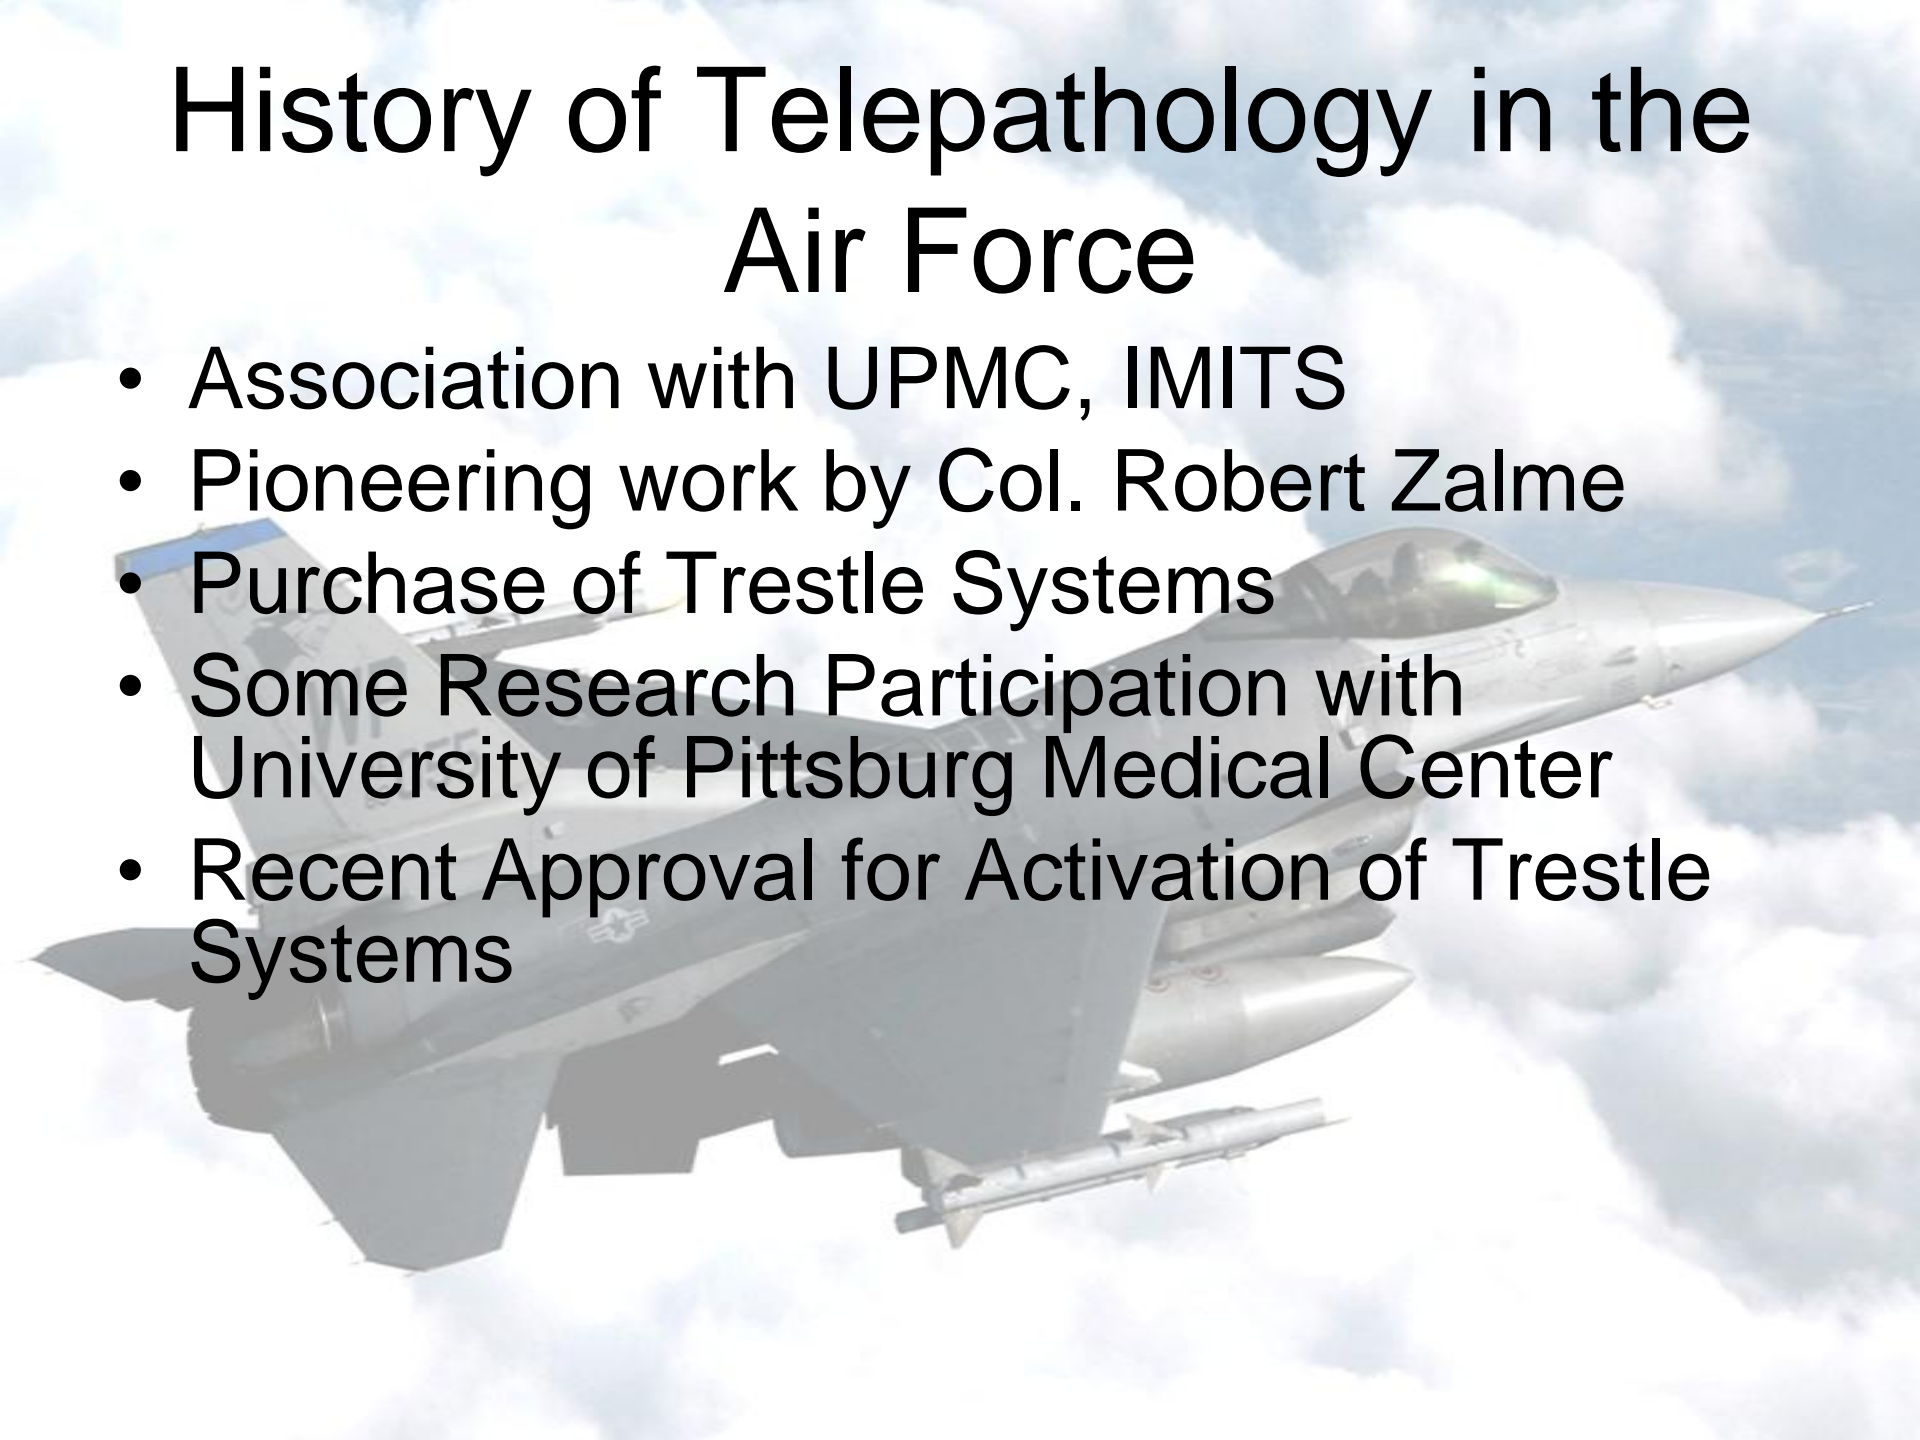 History of Telepathology in the
Air Force
• Association with UPMC, IMITS
• Pioneering work by Col. Robert Zalme
• Purchase of Trestle Systems
• Some Research Participation with
University of Pittsburg Medical Center
• Recent Approval for Activation of Trestle
Systems